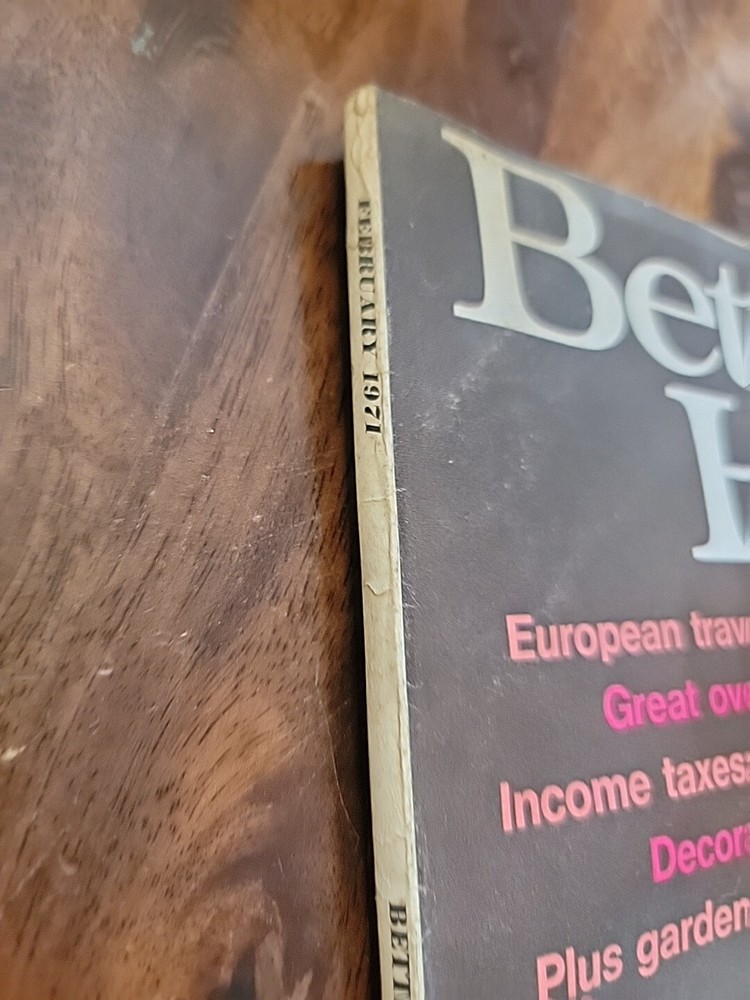 FEBRUARY 1971
BETT
Bet
H
European trav
Great ov
Income taxes:
Decora
Plus garden